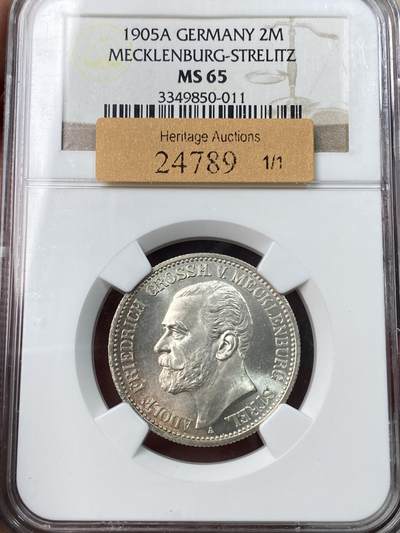 1905A GERMANY 2M
MECKLENBURG-STRELITZ
MS 65
3349850-011
Heritage Auctions
24789 1/1
ADOLF FRIEDRICH GROSSH. V. MECKLENBURG-STREL.
A